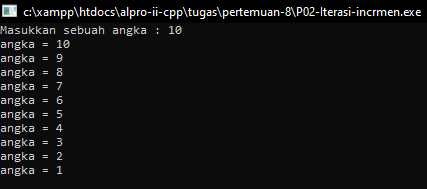 c:\xampp\htdocs\alpro-ii-cpp\tugas\pertemuan-8\P02-Iterasi-incrmen.exe
Masukkan sebuah angka : 10
angka = 10
angka = 9
angka = 8
angka = 7
angka = 6
angka = 5
angka = 4
angka = 3
angka = 2
angka = 1